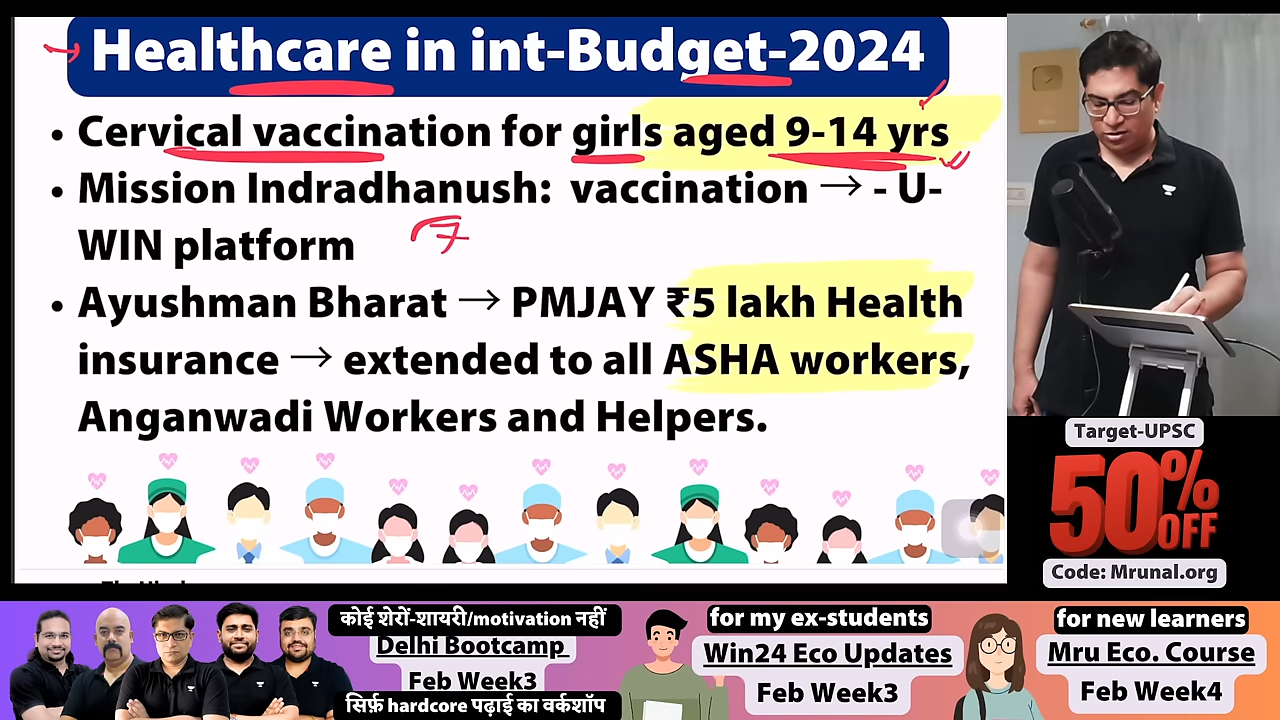 Healthcare in int-Budget-2024
• Cervical vaccination for girls aged 9-14 yrs
• Mission Indradhanush: vaccination → - U-
WIN platform
• Ayushman Bharat → PMJAY ₹5 lakh Health
insurance → extended to all ASHA workers,
Anganwadi Workers and Helpers.
Target-UPSC
50%
OFF
Code: Mrunal.org
कोई शेरों-शायरी/motivation नहीं
Delhi Bootcamp
Feb Week3
सिर्फ़ hardcore पढ़ाई का वर्कशॉप
for my ex-students
Win24 Eco Updates
Feb Week3
for new learners
Mru Eco. Course
Feb Week4